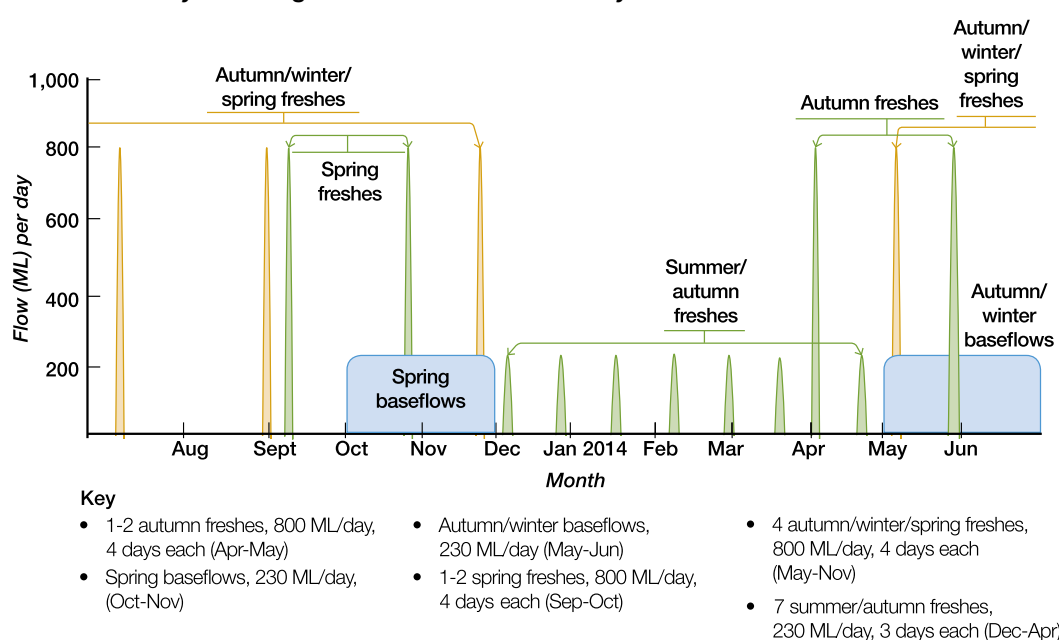 Autumn/
winter/
spring
freshes
Autumn/winter/
spring freshes
Autumn freshes
1,000
800
600
400
200
Flow (ML) per day
Spring
freshes
Summer/
autumn
freshes
Autumn/
winter
baseflows
Spring
baseflows
Aug Sept Oct Nov Dec Jan 2014 Feb Mar Apr May Jun
Month
Key
• 1-2 autumn freshes, 800 ML/day,
4 days each (Apr-May)
• Spring baseflows, 230 ML/day,
(Oct-Nov)
• Autumn/winter baseflows,
230 ML/day (May-Jun)
• 1-2 spring freshes, 800 ML/day,
4 days each (Sep-Oct)
• 4 autumn/winter/spring freshes,
800 ML/day, 4 days each
(May-Nov)
• 7 summer/autumn freshes,
230 ML/day, 3 days each (Dec-Apr)